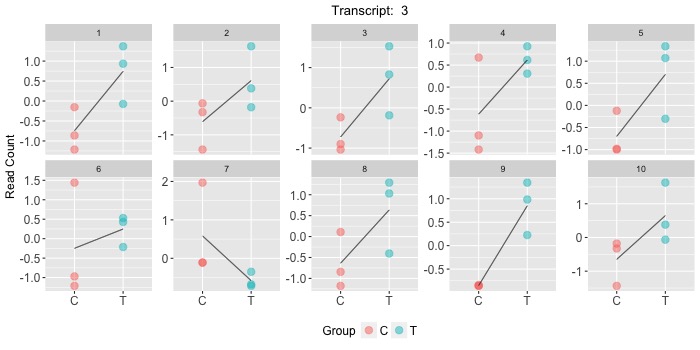 Transcript: 3
1 2 3 4 5
1.0 0.5 0.0 -0.5 -1.0
1 0 -1
1 0 -1
1.0 0.5 0.0 -0.5 -1.0 -1.5
1.0 0.5 0.0 -0.5 -1.0
Read Count
6 7 8 9 10
1.5 1.0 0.5 0.0 -0.5 -1.0
2 1 0
1.0 0.5 0.0 -0.5 -1.0
1.0 0.5 0.0 -0.5
1 0 -1
C T C T C T C T C T
Group C T